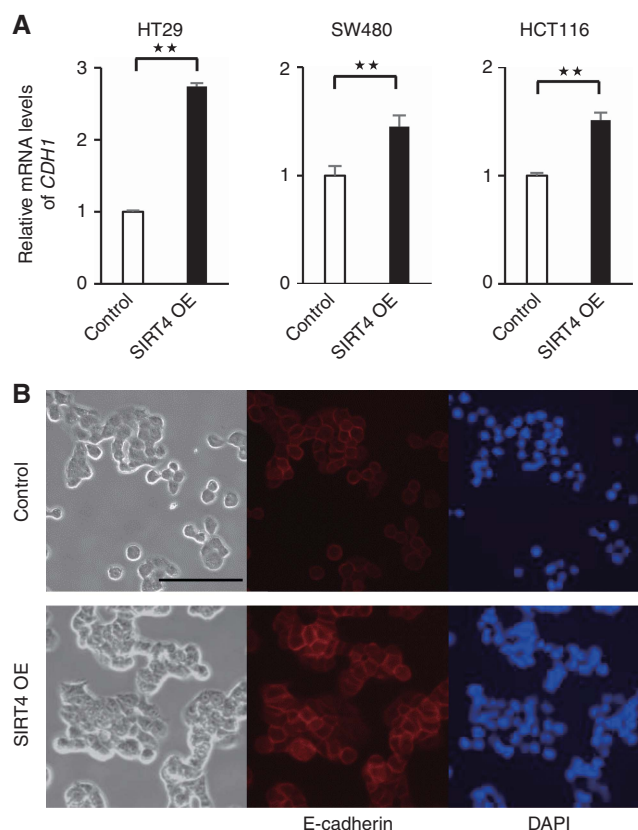 A
HT29
SW480
HCT116
Relative mRNA levels
of CDH1
★★
★★
★★
3
2
1
0
2
1
0
2
1
0
Control
SIRT4 OE
Control
SIRT4 OE
Control
SIRT4 OE
B
Control
SIRT4 OE
E-cadherin
DAPI